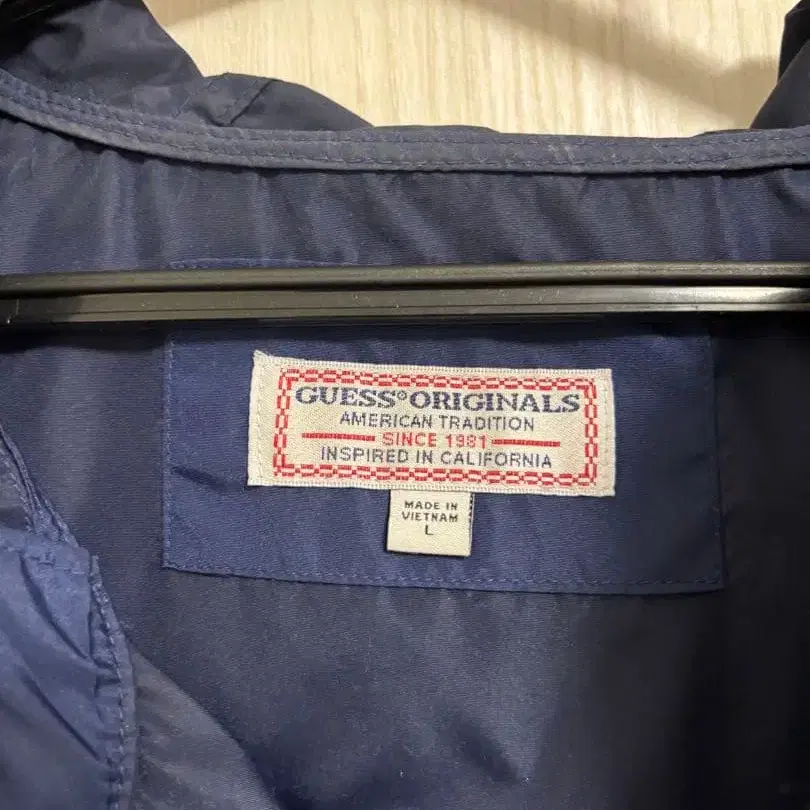 GUESS® ORIGINALS
AMERICAN TRADITION
SINCE 1981
INSPIRED IN CALIFORNIA
MADE IN
VIETNAM
L